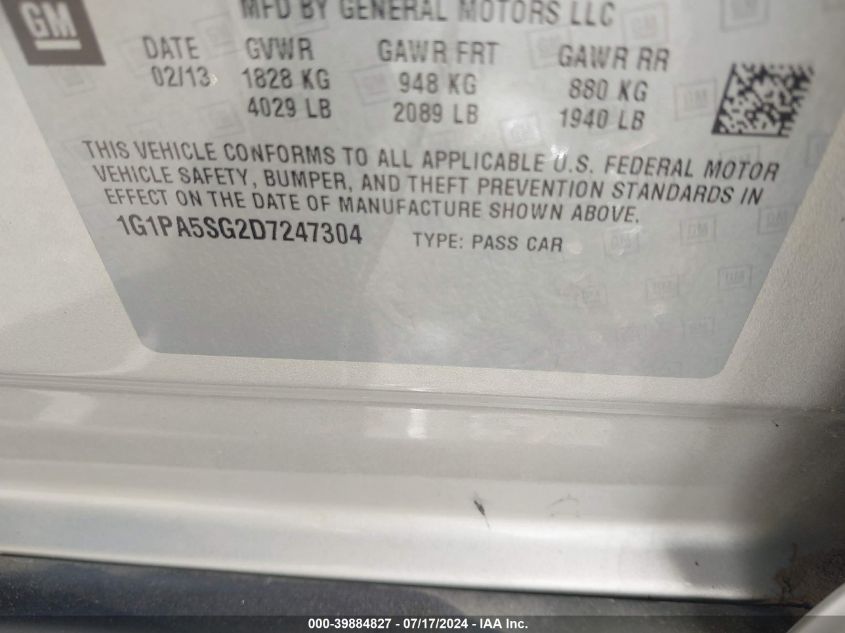 GM
MFD BY GENERAL MOTORS LLC
DATE GVWR GAWR FRT GAWR RR
02/13 1828 KG 948 KG 880 KG
4029 LB 2089 LB 1940 LB
THIS VEHICLE CONFORMS TO ALL APPLICABLE U.S. FEDERAL MOTOR
VEHICLE SAFETY, BUMPER, AND THEFT PREVENTION STANDARDS IN
EFFECT ON THE DATE OF MANUFACTURE SHOWN ABOVE.
1G1PA5SG2D7247304 TYPE: PASS CAR
000-39884827 - 07/17/2024 - IAA Inc.